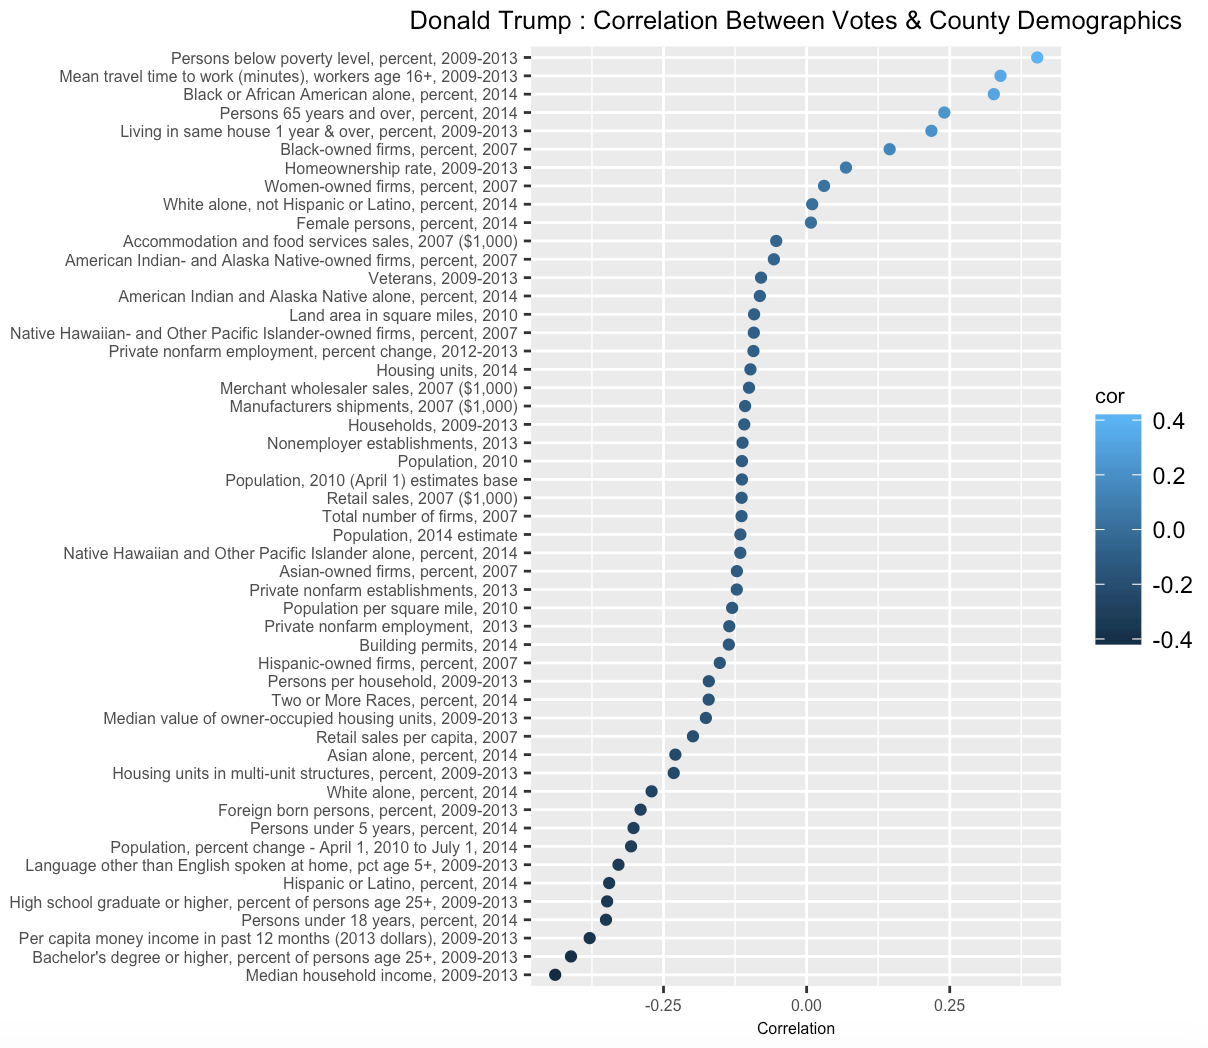 Donald Trump : Correlation Between Votes & County Demographics
Persons below poverty level, percent, 2009-2013
Mean travel time to work (minutes), workers age 16+, 2009-2013
Black or African American alone, percent, 2014
Persons 65 years and over, percent, 2014
Living in same house 1 year & over, percent, 2009-2013
Black-owned firms, percent, 2007
Homeownership rate, 2009-2013
Women-owned firms, percent, 2007
White alone, not Hispanic or Latino, percent, 2014
Female persons, percent, 2014
Accommodation and food services sales, 2007 ($1,000)
American Indian- and Alaska Native-owned firms, percent, 2007
Veterans, 2009-2013
American Indian and Alaska Native alone, percent, 2014
Land area in square miles, 2010
Native Hawaiian- and Other Pacific Islander-owned firms, percent, 2007
Private nonfarm employment, percent change, 2012-2013
Housing units, 2014
Merchant wholesaler sales, 2007 ($1,000)
Manufacturers shipments, 2007 ($1,000)
Households, 2009-2013
Nonemployer establishments, 2013
Population, 2010
Population, 2010 (April 1) estimates base
Retail sales, 2007 ($1,000)
Total number of firms, 2007
Population, 2014 estimate
Native Hawaiian and Other Pacific Islander alone, percent, 2014
Asian-owned firms, percent, 2007
Private nonfarm establishments, 2013
Population per square mile, 2010
Private nonfarm employment,  2013
Building permits, 2014
Hispanic-owned firms, percent, 2007
Persons per household, 2009-2013
Two or More Races, percent, 2014
Median value of owner-occupied housing units, 2009-2013
Retail sales per capita, 2007
Asian alone, percent, 2014
Housing units in multi-unit structures, percent, 2009-2013
White alone, percent, 2014
Foreign born persons, percent, 2009-2013
Persons under 5 years, percent, 2014
Population, percent change - April 1, 2010 to July 1, 2014
Language other than English spoken at home, pct age 5+, 2009-2013
Hispanic or Latino, percent, 2014
High school graduate or higher, percent of persons age 25+, 2009-2013
Persons under 18 years, percent, 2014
Per capita money income in past 12 months (2013 dollars), 2009-2013
Bachelor's degree or higher, percent of persons age 25+, 2009-2013
Median household income, 2009-2013
-0.25 0.00 0.25
Correlation
cor
0.4
0.2
0.0
-0.2
-0.4